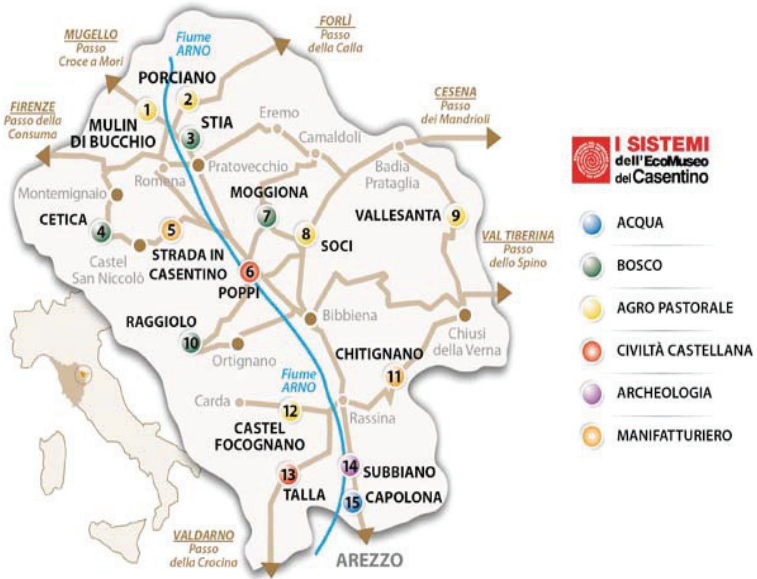 MUGELLO
Passo
Croce a Mori
Fiume
ARNO
FORLÌ
Passo
della Calla
PORCIANO
1
2
FIRENZE
Passo della
Consuma
MULIN
DI BUCCHIO
STIA
3
Eremo
Camaldoli
CESENA
Passo
dei Mandrioli
Pratovecchio
Romena
Badia
Prataglia
Montemignaio
MOGGIONA
7
VALLESANTA
9
CETICA
4
5
8
SOCI
VAL TIBERINA
Passo
dello Spino
STRADA IN
CASENTINO
Castel
San Niccolò
6
POPPI
RAGGIOLO
10
Bibbiena
Ortignano
Chiusi
della Verna
CHITIGNANO
11
Fiume
ARNO
Carda
12
Rassina
CASTEL
FOCOGNANO
13
TALLA
14
SUBBIANO
15
CAPOLONA
VALDARNO
Passo
della Crocina
AREZZO
I SISTEMI
dell'EcoMuseo
del Casentino
ACQUA
BOSCO
AGRO PASTORALE
CIVILTÀ CASTELLANA
ARCHEOLOGIA
MANIFATTURIERO